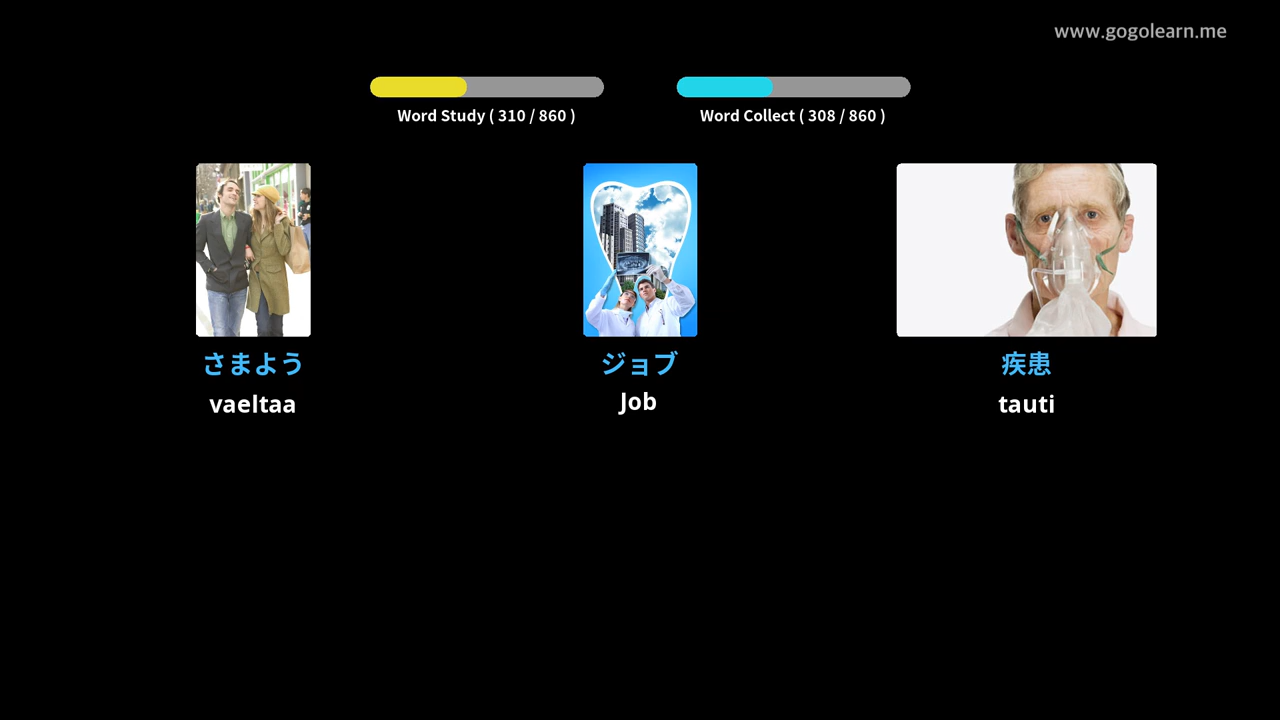 www.gogolearn.me
Word Study ( 310 / 860 )
Word Collect ( 308 / 860 )
さまよう
ジョブ
疾患
vaeltaa
Job
tauti